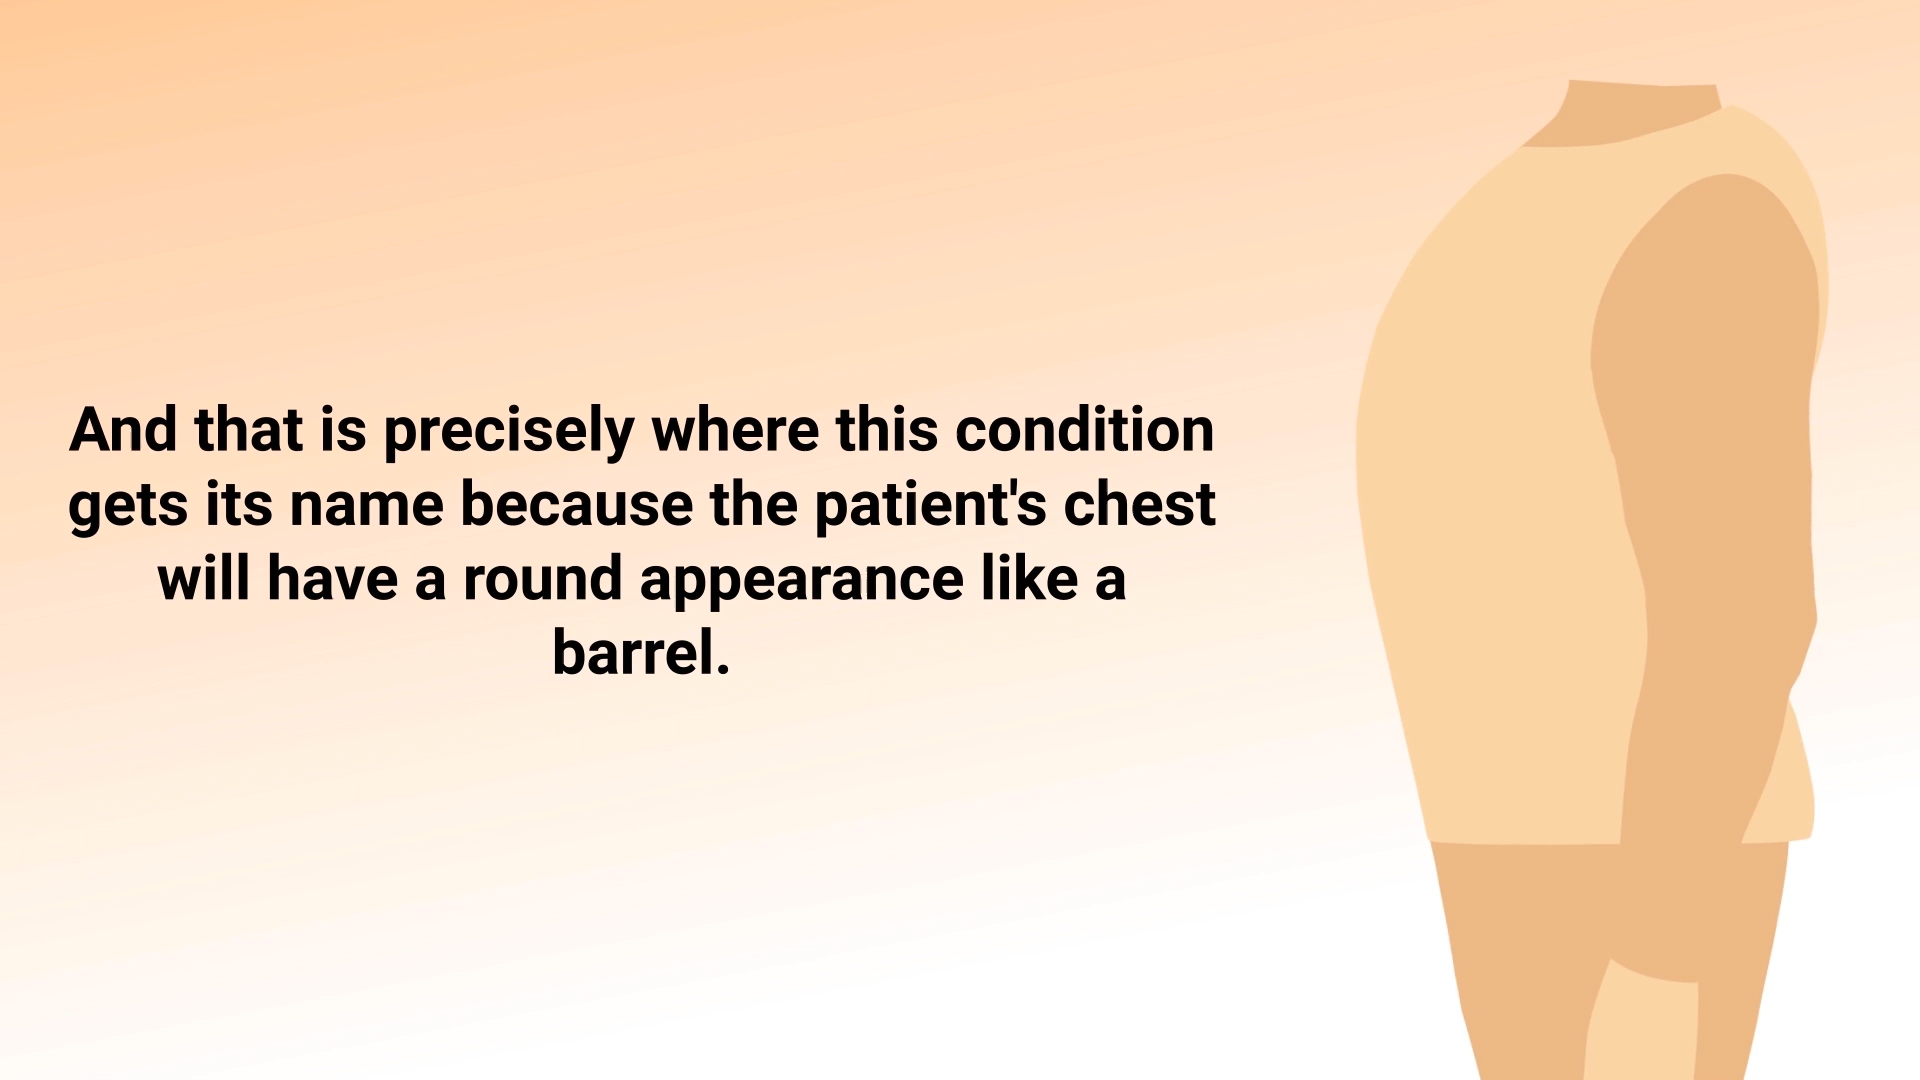 And that is precisely where this condition
gets its name because the patient's chest
will have a round appearance like a
barrel.